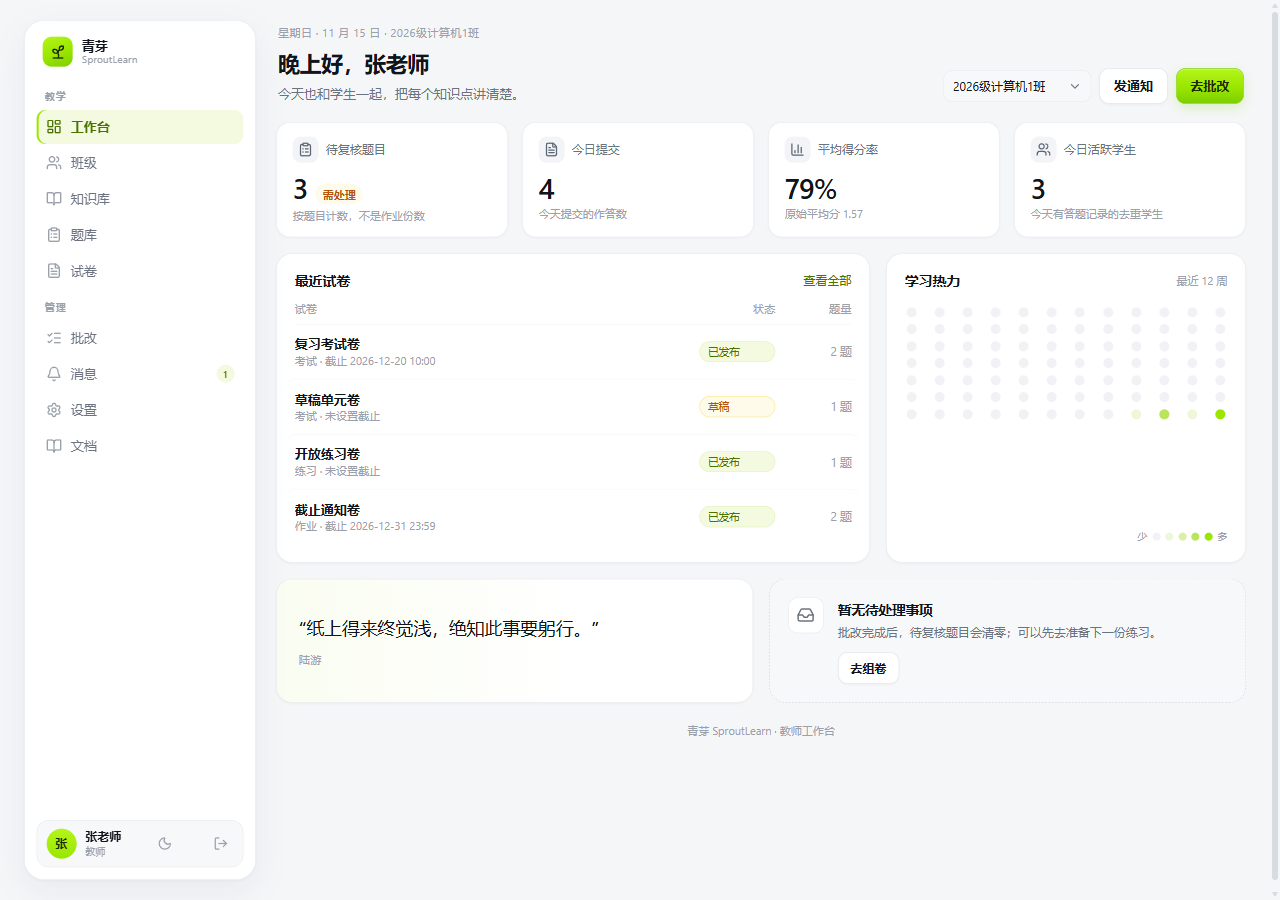 青芽
SproutLearn
教学
工作台
班级
知识库
题库
试卷
管理
批改
消息 1
设置
文档
张 张老师
教师
星期日 · 11 月 15 日 · 2026级计算机1班
晚上好，张老师
今天也和学生一起，把每个知识点讲清楚。
2026级计算机1班 发通知 去批改
待复核题目
3 需处理
按题目计数，不是作业份数
今日提交
4
今天提交的作答数
平均得分率
79%
原始平均分 1.57
今日活跃学生
3
今天有答题记录的去重学生
最近试卷 查看全部
试卷 状态 题量
复习考试卷
考试 · 截止 2026-12-20 10:00
已发布 2 题
草稿单元卷
考试 · 未设置截止
草稿 1 题
开放练习卷
练习 · 未设置截止
已发布 1 题
截止通知卷
作业 · 截止 2026-12-31 23:59
已发布 2 题
学习热力 最近 12 周
少 多
“纸上得来终觉浅，绝知此事要躬行。”
陆游
暂无待处理事项
批改完成后，待复核题目会清零；可以先去准备下一份练习。
去组卷
青芽 SproutLearn · 教师工作台